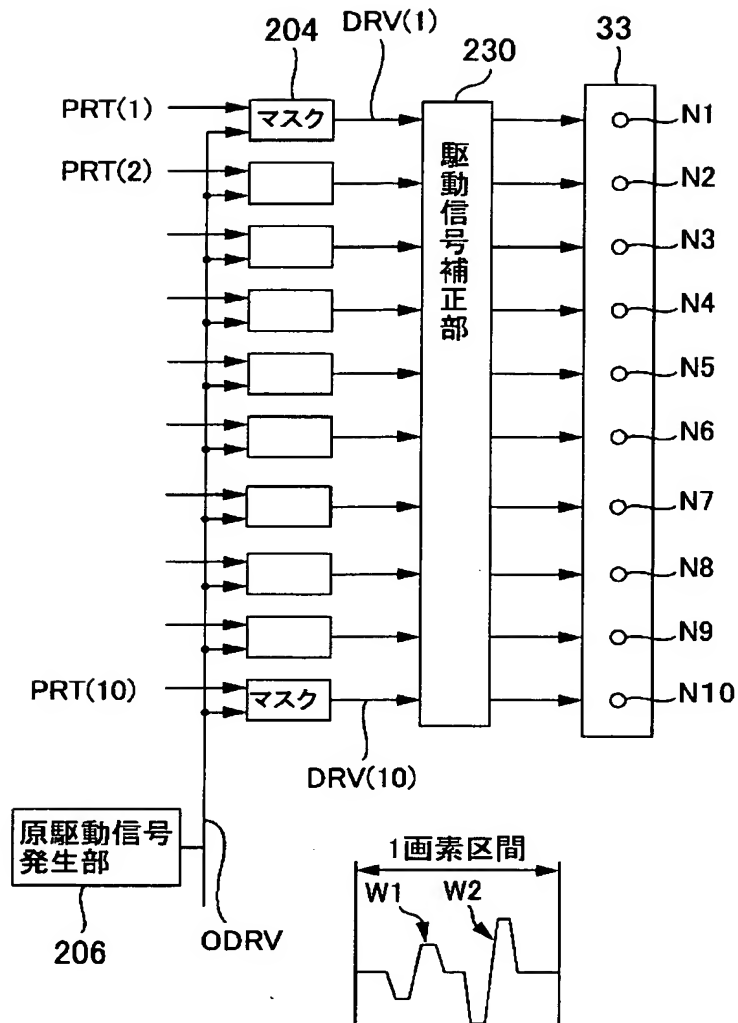 204
DRV(1)
230
33
PRT(1)
マスク
駆動信号補正部
N1
PRT(2)
N2
N3
N4
N5
N6
N7
N8
N9
PRT(10)
マスク
N10
DRV(10)
原駆動信号
発生部
206
ODRV
1画素区間
W1
W2